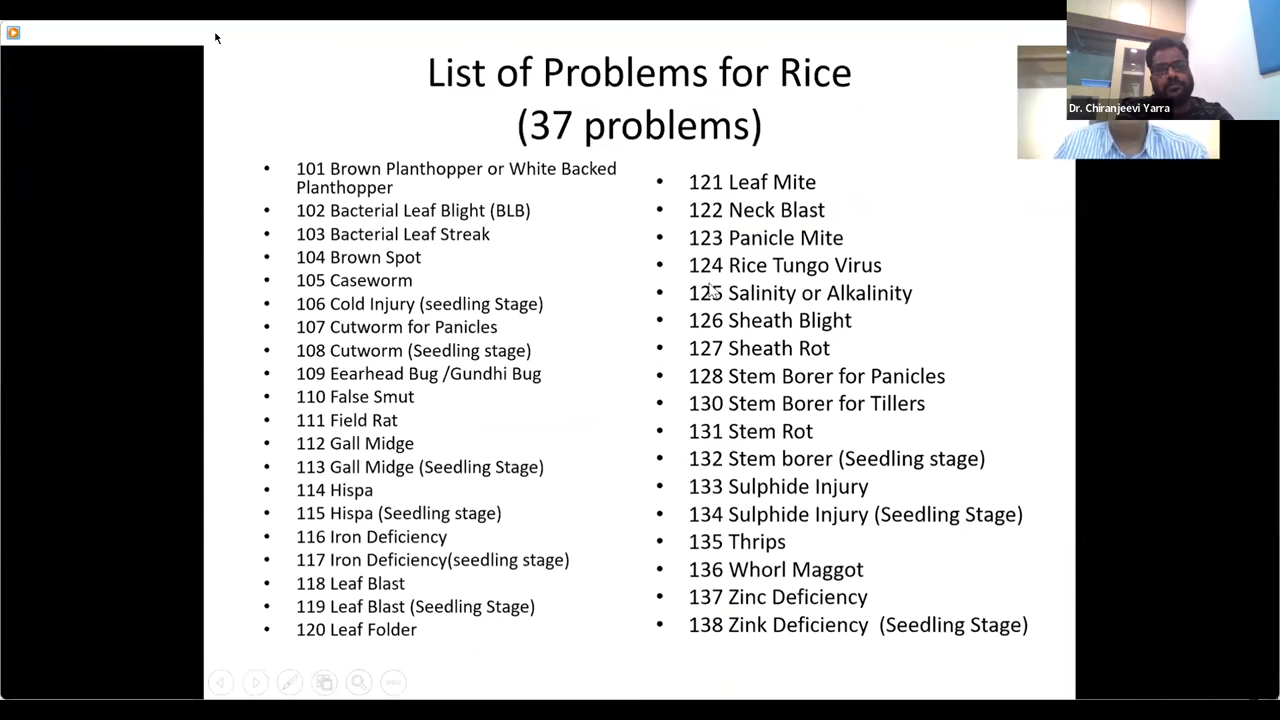 List of Problems for Rice
(37 problems)
101 Brown Planthopper or White Backed
Planthopper
102 Bacterial Leaf Blight (BLB)
103 Bacterial Leaf Streak
104 Brown Spot
105 Caseworm
106 Cold Injury (seedling Stage)
107 Cutworm for Panicles
108 Cutworm (Seedling stage)
109 Eearhead Bug /Gundhi Bug
110 False Smut
111 Field Rat
112 Gall Midge
113 Gall Midge (Seedling Stage)
114 Hispa
115 Hispa (Seedling stage)
116 Iron Deficiency
117 Iron Deficiency(seedling stage)
118 Leaf Blast
119 Leaf Blast (Seedling Stage)
120 Leaf Folder
121 Leaf Mite
122 Neck Blast
123 Panicle Mite
124 Rice Tungo Virus
125 Salinity or Alkalinity
126 Sheath Blight
127 Sheath Rot
128 Stem Borer for Panicles
130 Stem Borer for Tillers
131 Stem Rot
132 Stem borer (Seedling stage)
133 Sulphide Injury
134 Sulphide Injury (Seedling Stage)
135 Thrips
136 Whorl Maggot
137 Zinc Deficiency
138 Zink Deficiency  (Seedling Stage)
Dr. Chiranjeevi Yarra